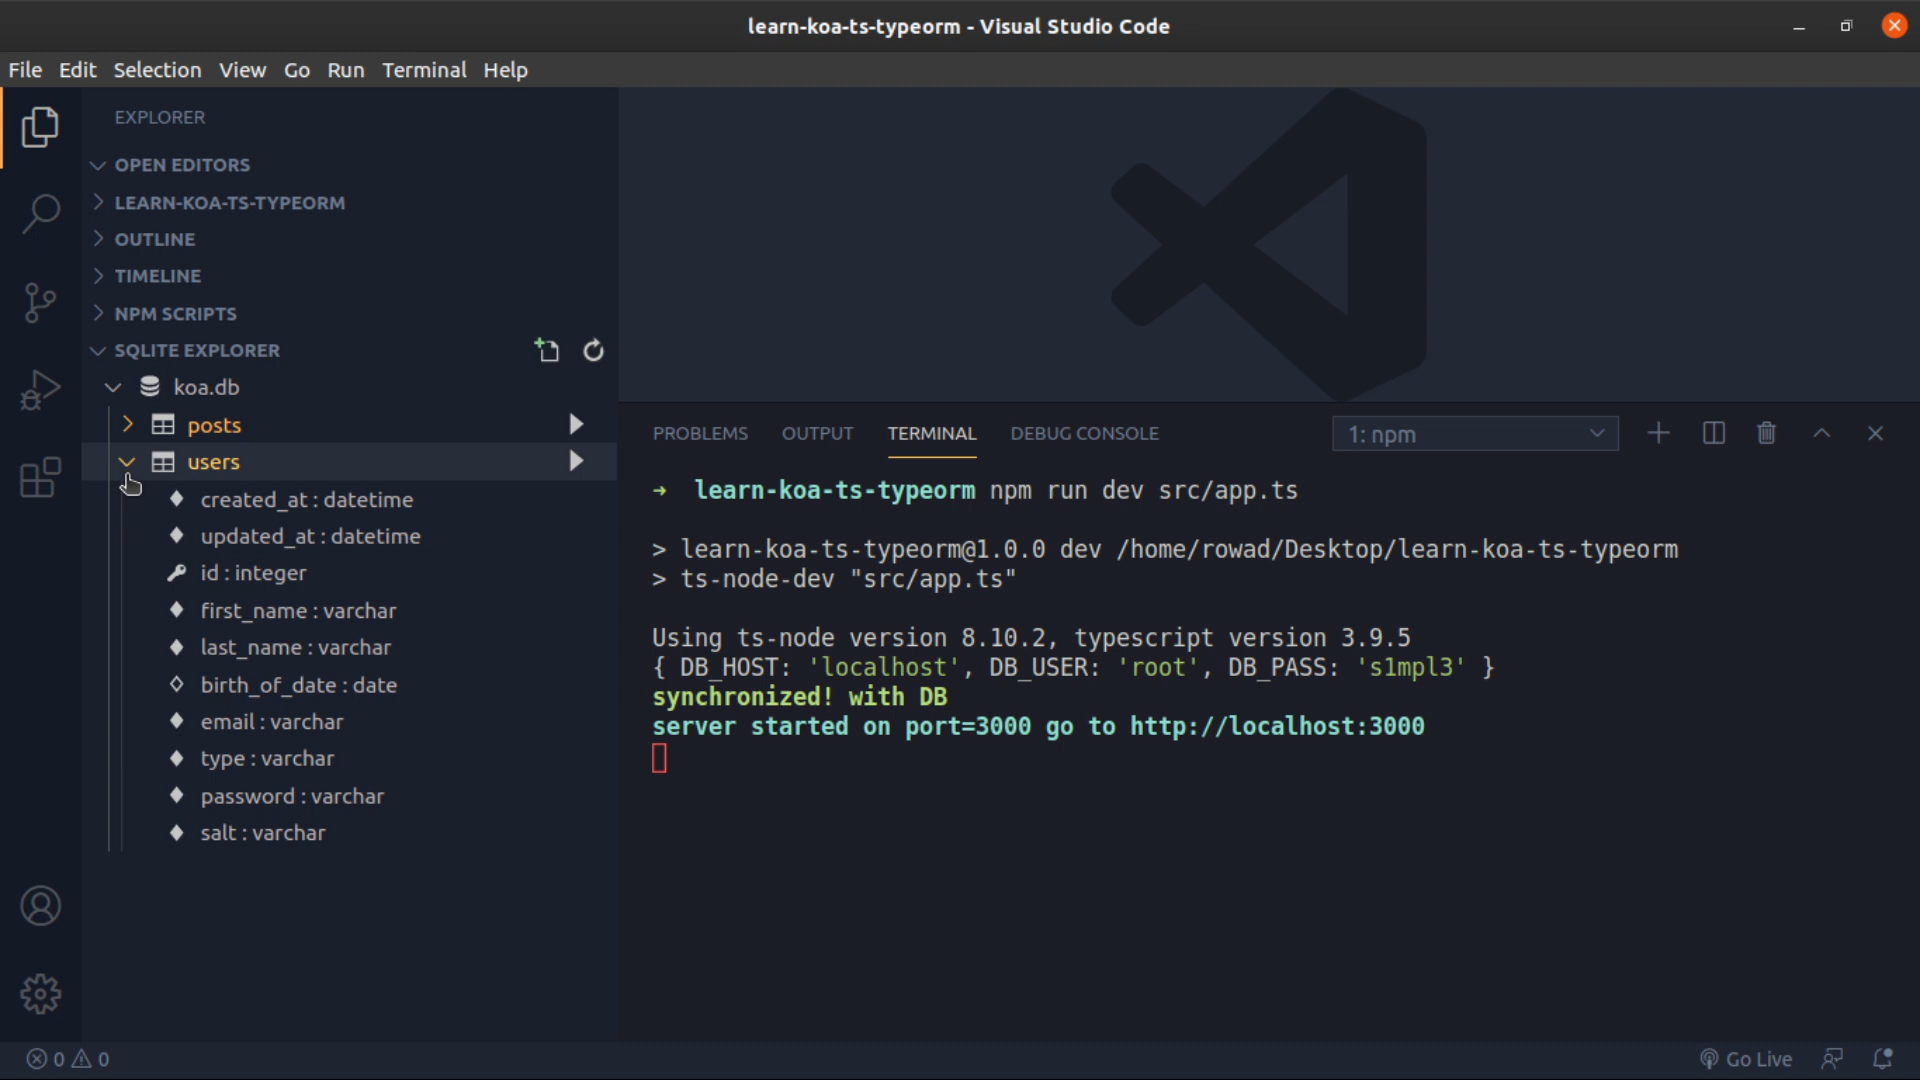 learn-koa-ts-typeorm - Visual Studio Code
File Edit Selection View Go Run Terminal Help
EXPLORER
OPEN EDITORS
LEARN-KOA-TS-TYPEORM
OUTLINE
TIMELINE
NPM SCRIPTS
SQLITE EXPLORER
koa.db
posts
users
created_at : datetime
updated_at : datetime
id : integer
first_name : varchar
last_name : varchar
birth_of_date : date
email : varchar
type : varchar
password : varchar
salt : varchar
PROBLEMS OUTPUT TERMINAL DEBUG CONSOLE 1: npm
→ learn-koa-ts-typeorm npm run dev src/app.ts
> learn-koa-ts-typeorm@1.0.0 dev /home/rowad/Desktop/learn-koa-ts-typeorm
> ts-node-dev "src/app.ts"
Using ts-node version 8.10.2, typescript version 3.9.5
{ DB_HOST: 'localhost', DB_USER: 'root', DB_PASS: 's1mpl3' }
synchronized! with DB
server started on port=3000 go to http://localhost:3000
0 0 Go Live